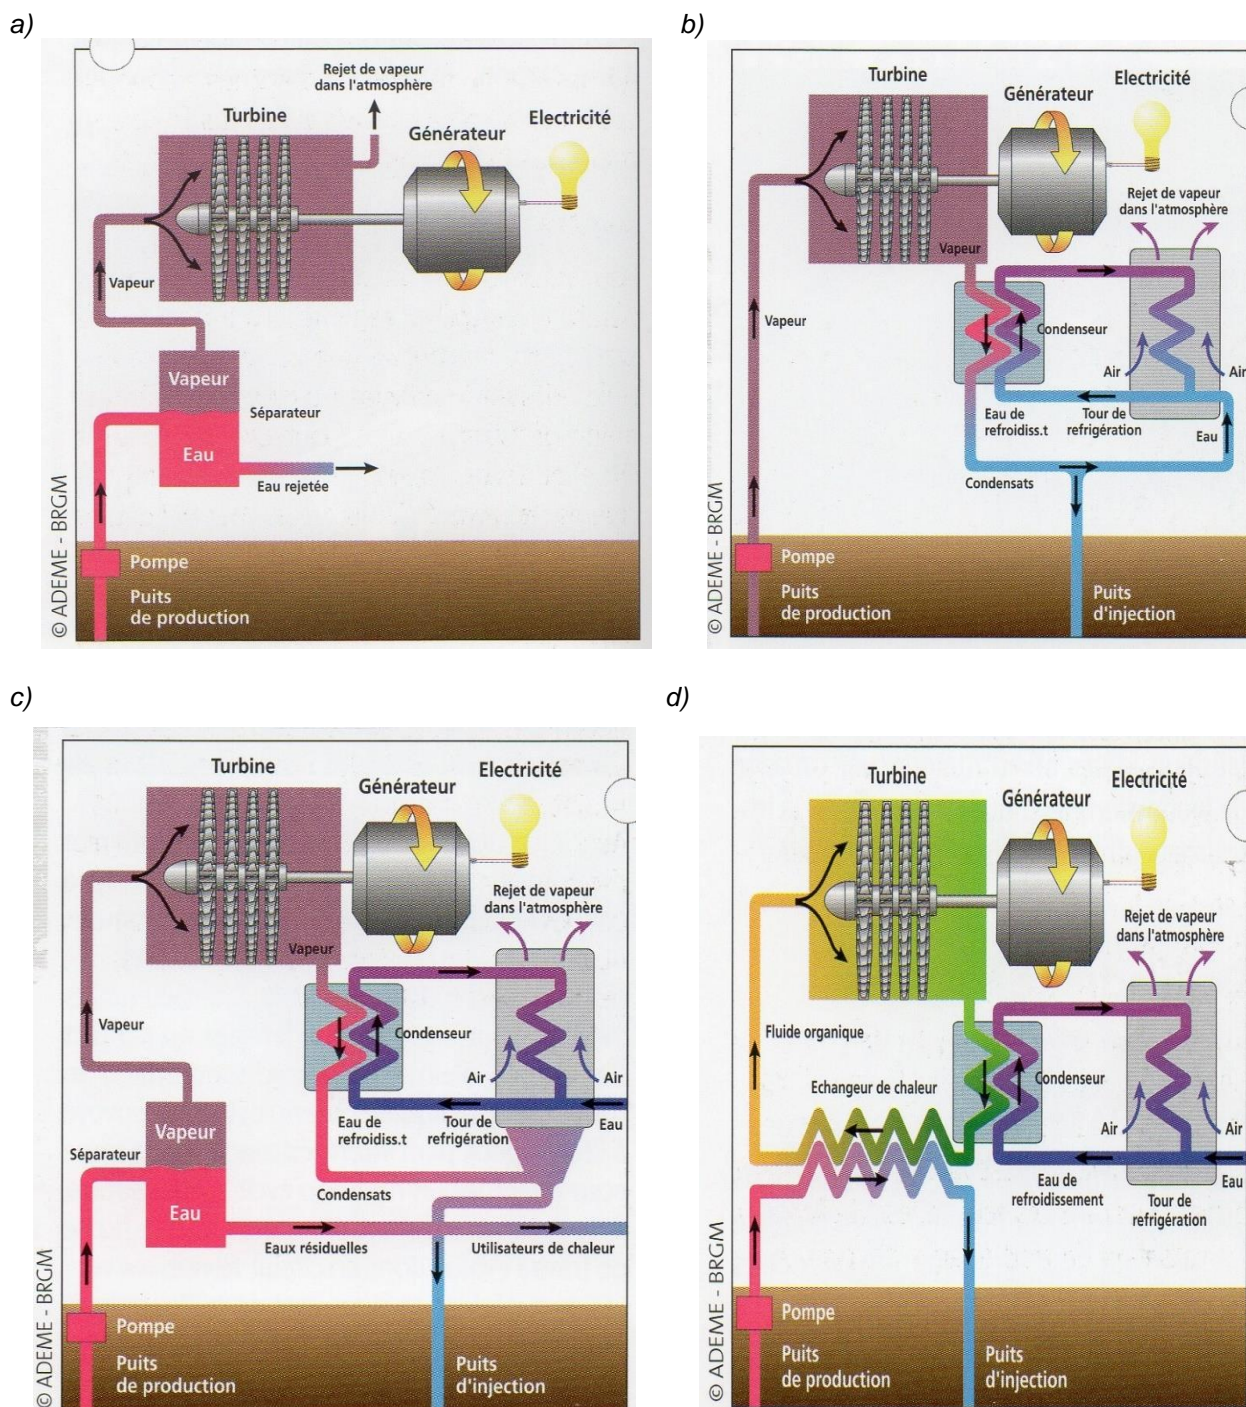 a)
Rejet de vapeur
dans l'atmosphère
Turbine
Générateur
Electricité
Vapeur
Vapeur
Séparateur
Eau
Eau rejetée
Pompe
Puits
de production
© ADEME - BRGM
b)
Turbine
Générateur
Electricité
Rejet de vapeur
dans l'atmosphère
Vapeur
Vapeur
Condenseur
Air
Air
Eau de
refroidiss.t
Tour de
refrigération
Eau
Condensats
Pompe
Puits
de production
Puits
d'injection
© ADEME - BRGM
c)
Turbine
Générateur
Electricité
Rejet de vapeur
dans l'atmosphère
Vapeur
Vapeur
Condenseur
Air
Air
Eau de
refroidiss.t
Tour de
refrigération
Eau
Vapeur
Séparateur
Condensats
Eau
Eaux résiduelles
Utilisateurs de chaleur
Pompe
Puits
de production
Puits
d'injection
© ADEME - BRGM
d)
Turbine
Générateur
Electricité
Rejet de vapeur
dans l'atmosphère
Fluide organique
Echangeur de chaleur
Condenseur
Air
Air
Eau de
refroidissement
Tour de
refrigération
Eau
Pompe
Puits
de production
Puits
d'injection
© ADEME - BRGM